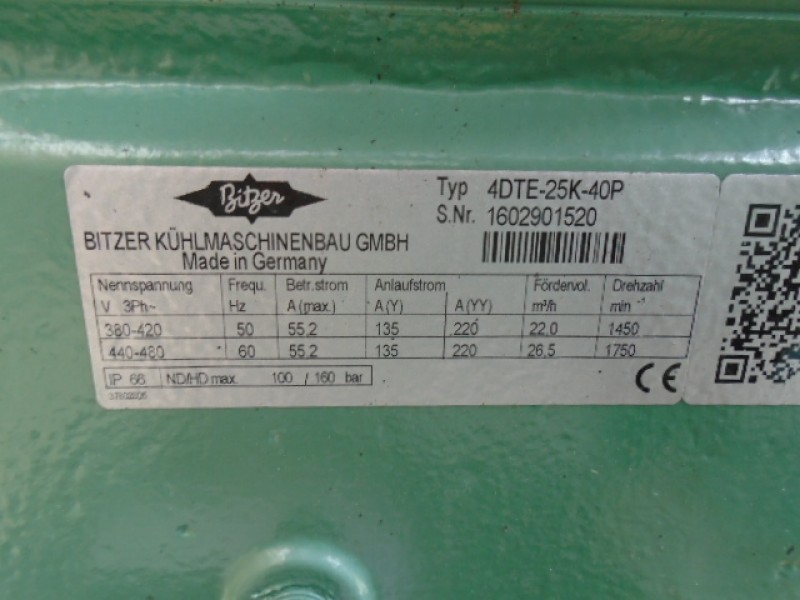 Bitzer
Typ 4DTE-25K-40P
S.Nr. 1602901520
BITZER KÜHLMASCHINENBAU GMBH
Made in Germany
Nennspannung Frequ. Betr.strom Anlaufstrom Fördervol. Drehzahl
V 3Ph~ Hz A (max.) A (Y) A (YY) m³/h min -1
380-420 50 55,2 135 220 22,0 1450
440-480 60 55,2 135 220 26,5 1750
IP 66 ND/HD max. 100 / 160 bar
CE